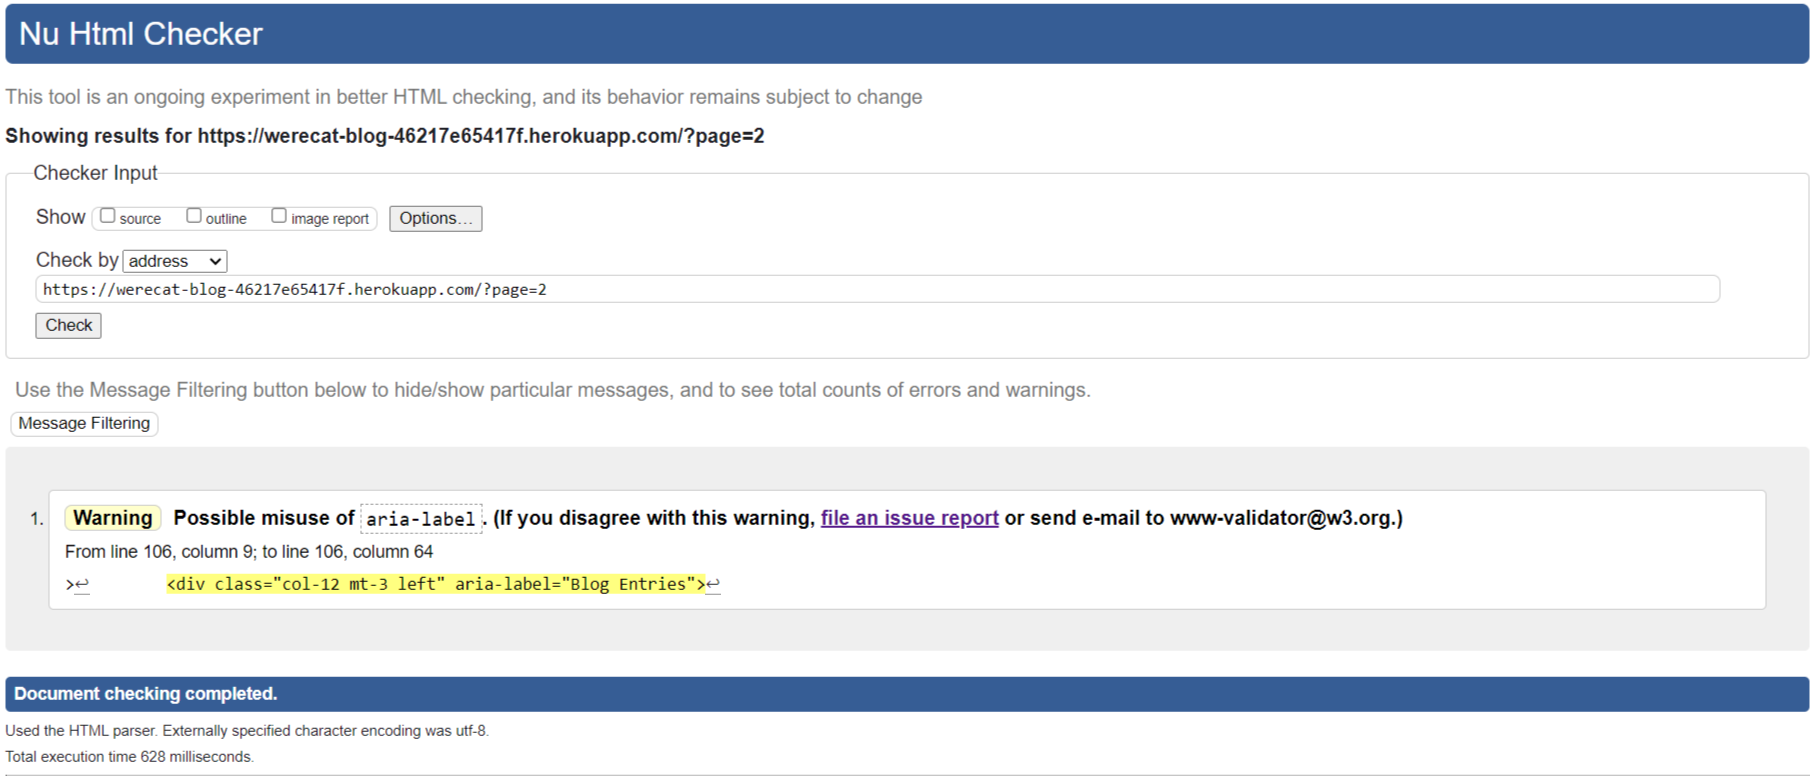 Nu Html Checker
This tool is an ongoing experiment in better HTML checking, and its behavior remains subject to change
Showing results for https://werecat-blog-46217e65417f.herokuapp.com/?page=2
Checker Input
Show source outline image report Options...
Check by address
https://werecat-blog-46217e65417f.herokuapp.com/?page=2
Check
Use the Message Filtering button below to hide/show particular messages, and to see total counts of errors and warnings.
Message Filtering
1. Warning Possible misuse of aria-label. (If you disagree with this warning, file an issue report or send e-mail to www-validator@w3.org.)
From line 106, column 9; to line 106, column 64
>↩ <div class="col-12 mt-3 left" aria-label="Blog Entries">↩
Document checking completed.
Used the HTML parser. Externally specified character encoding was utf-8.
Total execution time 628 milliseconds.